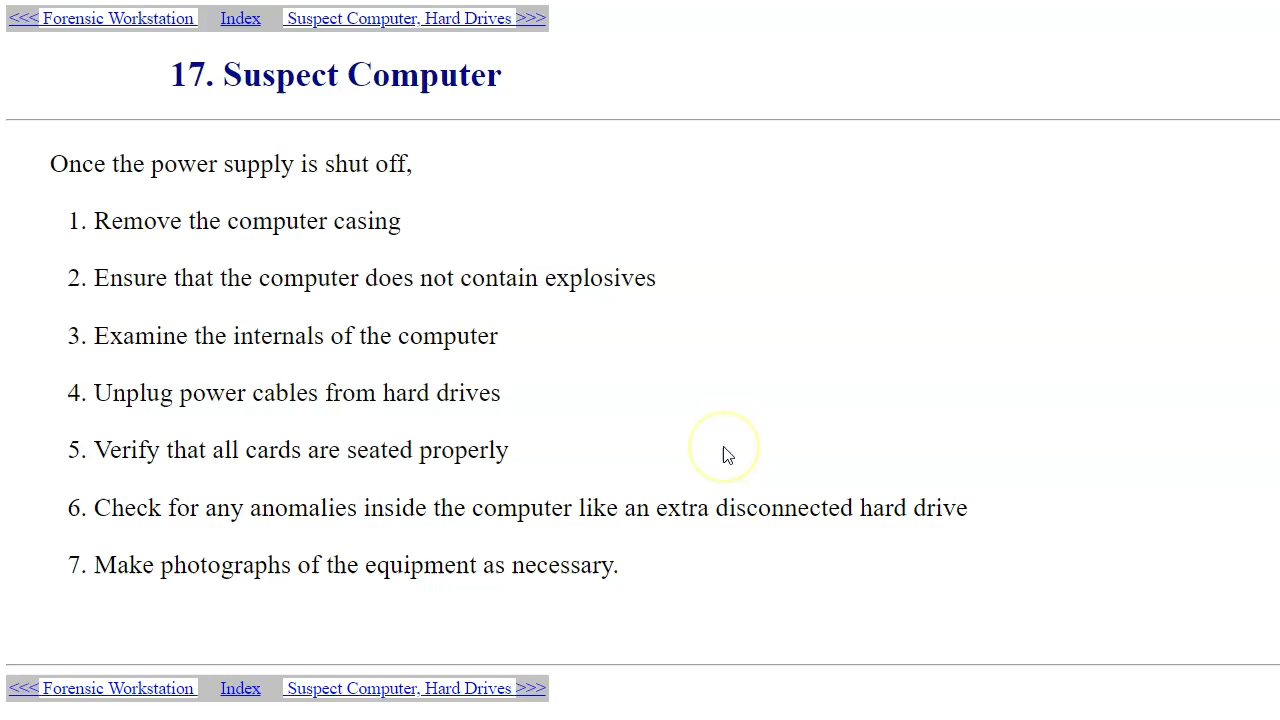 <<< Forensic Workstation Index Suspect Computer, Hard Drives >>>
17. Suspect Computer
Once the power supply is shut off,
1. Remove the computer casing
2. Ensure that the computer does not contain explosives
3. Examine the internals of the computer
4. Unplug power cables from hard drives
5. Verify that all cards are seated properly
6. Check for any anomalies inside the computer like an extra disconnected hard drive
7. Make photographs of the equipment as necessary.
<<< Forensic Workstation Index Suspect Computer, Hard Drives >>>